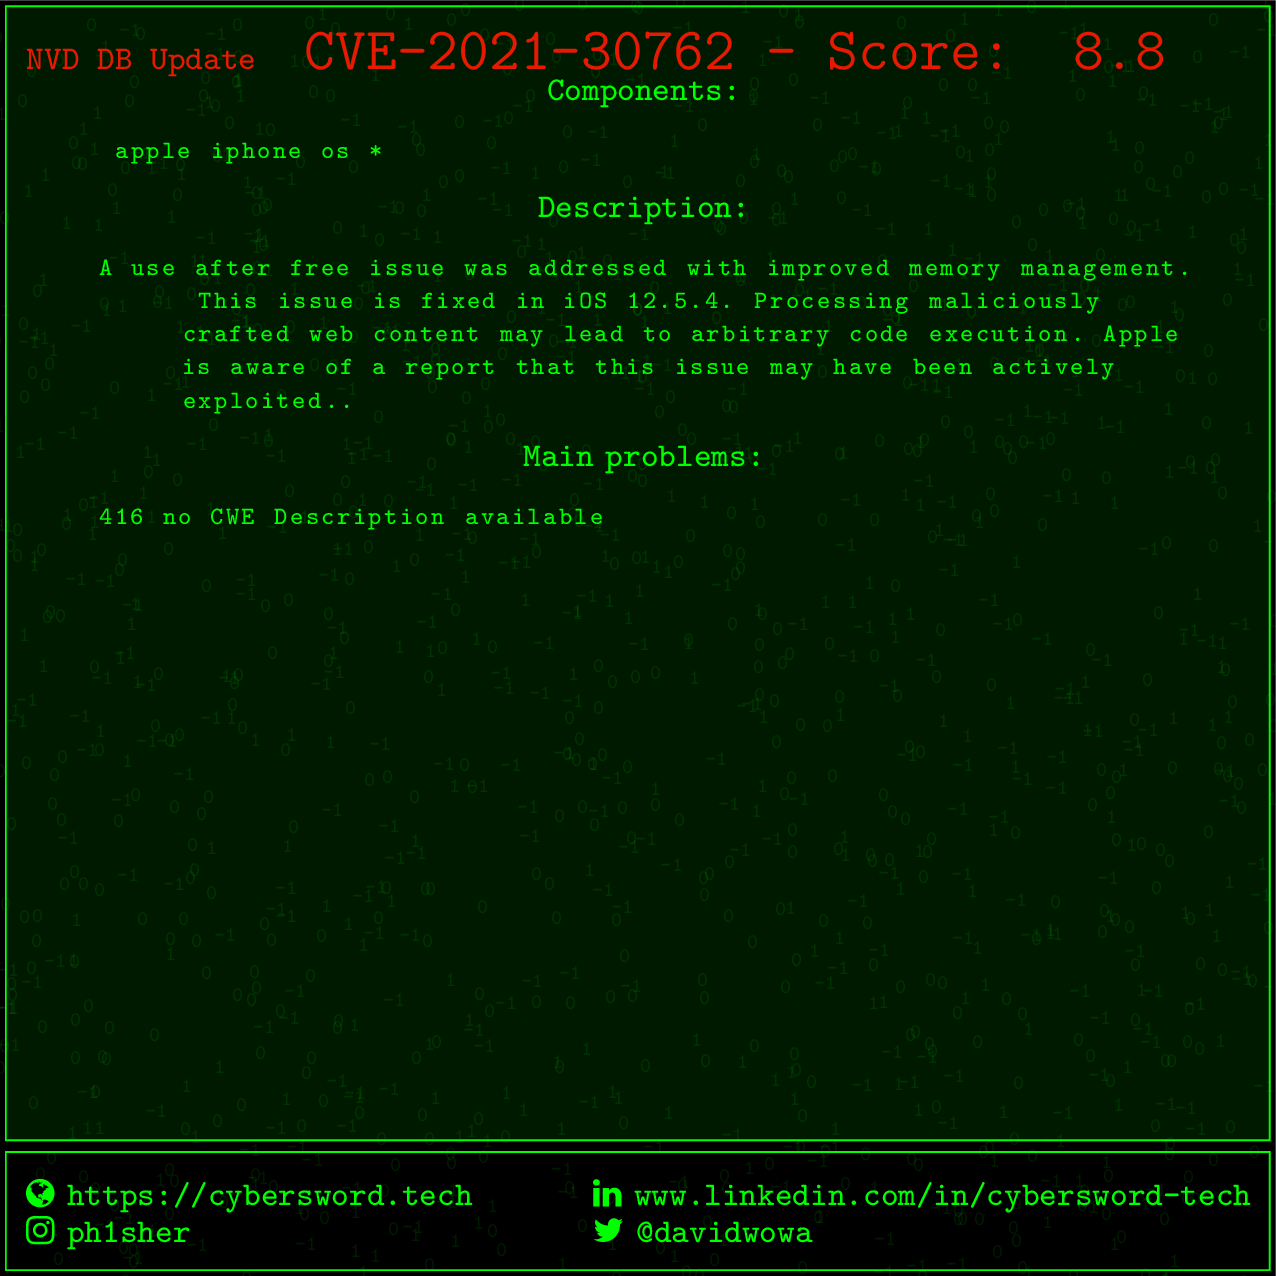 NVD DB Update CVE-2021-30762 - Score: 8.8
Components:
apple iphone os *
Description:
A use after free issue was addressed with improved memory management.
This issue is fixed in iOS 12.5.4. Processing maliciously
crafted web content may lead to arbitrary code execution. Apple
is aware of a report that this issue may have been actively
exploited..
Main problems:
416 no CWE Description available
https://cybersword.tech
www.linkedin.com/in/cybersword-tech
ph1sher
@davidwowa